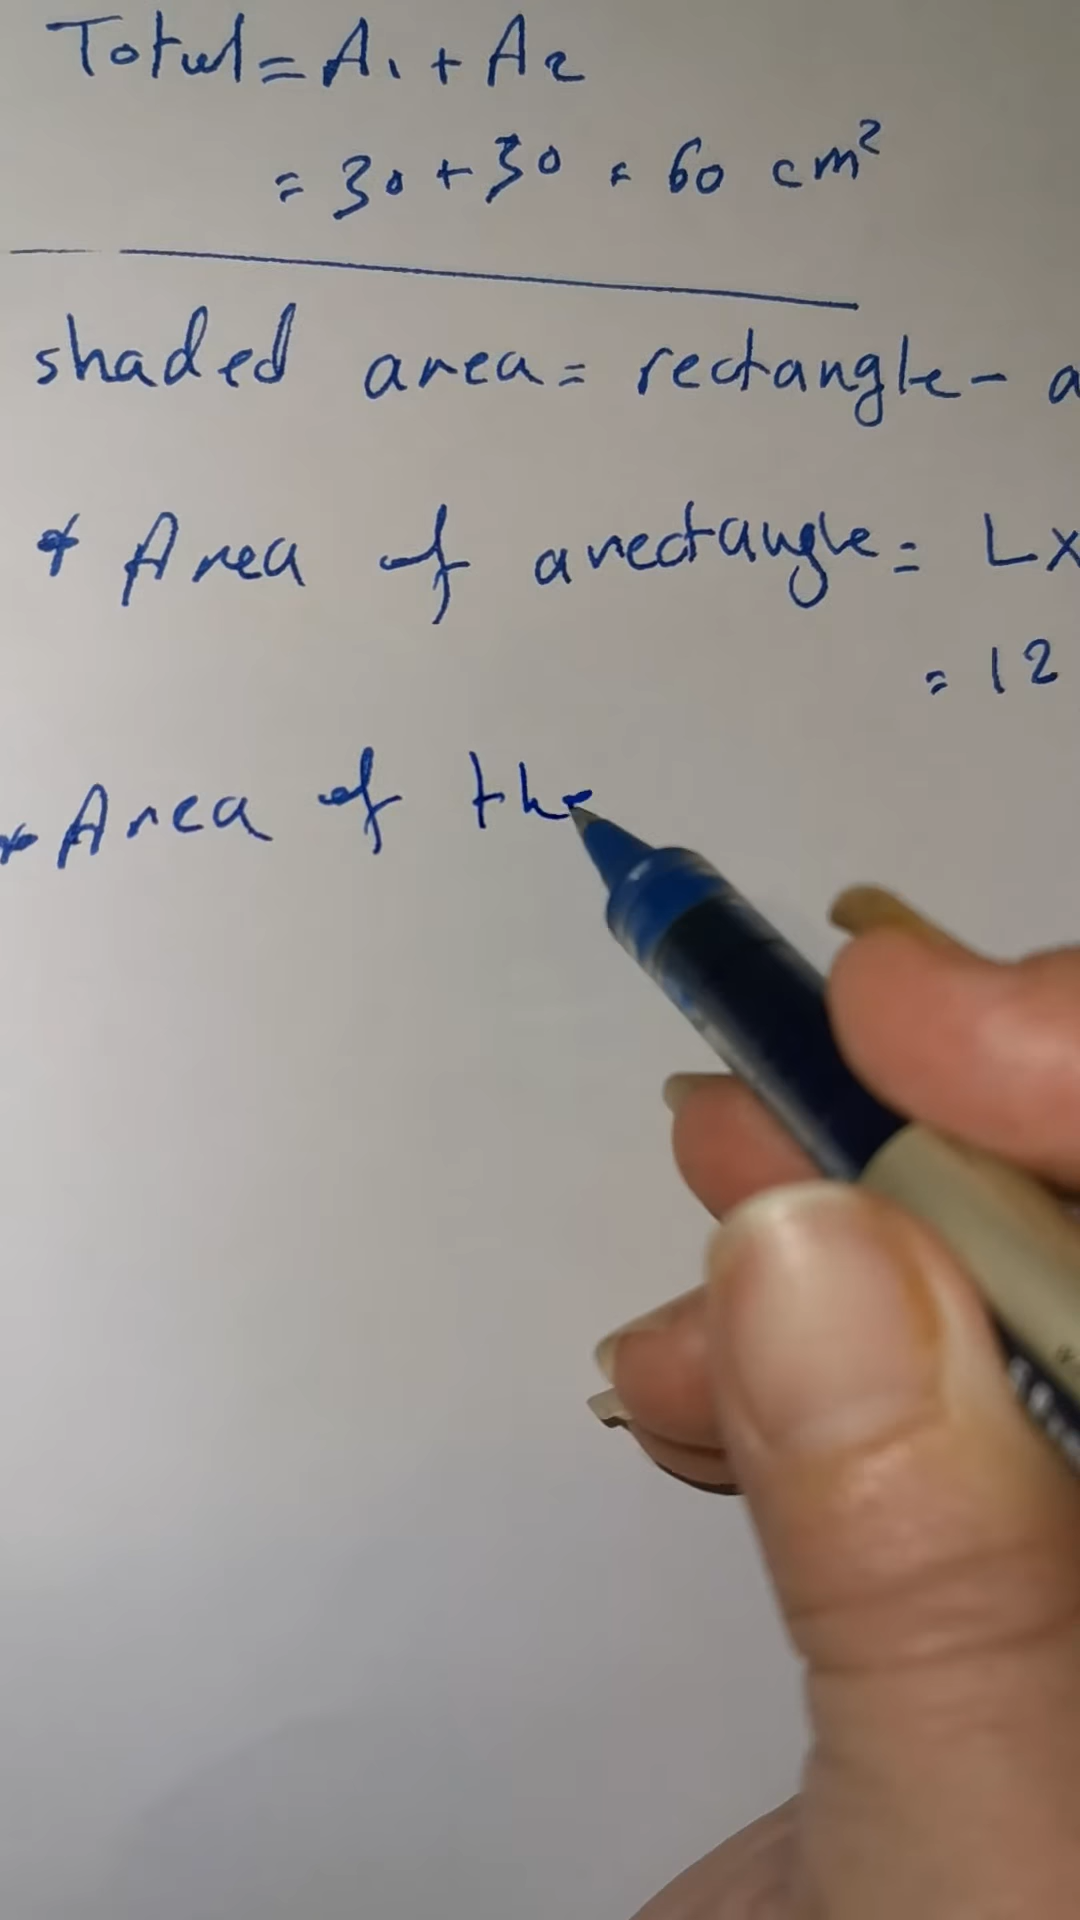 Total = A1 + A2
= 30 + 30 = 60 cm²
shaded area = rectangle - a
* Area of a rectangle = L x
= 12
* Area of the